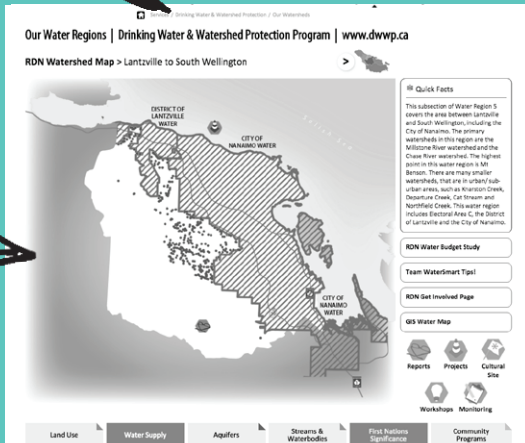 Services / Drinking Water & Watershed Protection / Our Watersheds
Our Water Regions | Drinking Water & Watershed Protection Program | www.dwwp.ca
RDN Watershed Map > Lantzville to South Wellington
>
DISTRICT OF
LANTZVILLE
WATER
CITY OF
NANAIMO WATER
CITY OF
NANAIMO
WATER
Quick Facts
This subsection of Water Region 5
covers the area between Lantzville
and South Wellington, including the
City of Nanaimo. The primary
watersheds in this region are the
Millstone River watershed and the
Chase River watershed. The highest
point in this water region is Mt
Benson. There are many smaller
watersheds, that are in urban/ sub-
urban areas, such as Knarston Creek,
Departure Creek, Cat Stream and
Northfield Creek. This water region
includes Electoral Area C, the District
of Lantzville and the City of Nanaimo.
RDN Water Budget Study
Team WaterSmart Tips!
RDN Get Involved Page
GIS Water Map
Reports
Projects
Cultural
Site
Workshops
Monitoring
Land Use
Water Supply
Aquifers
Streams &
Waterbodies
First Nations
Significance
Community
Programs